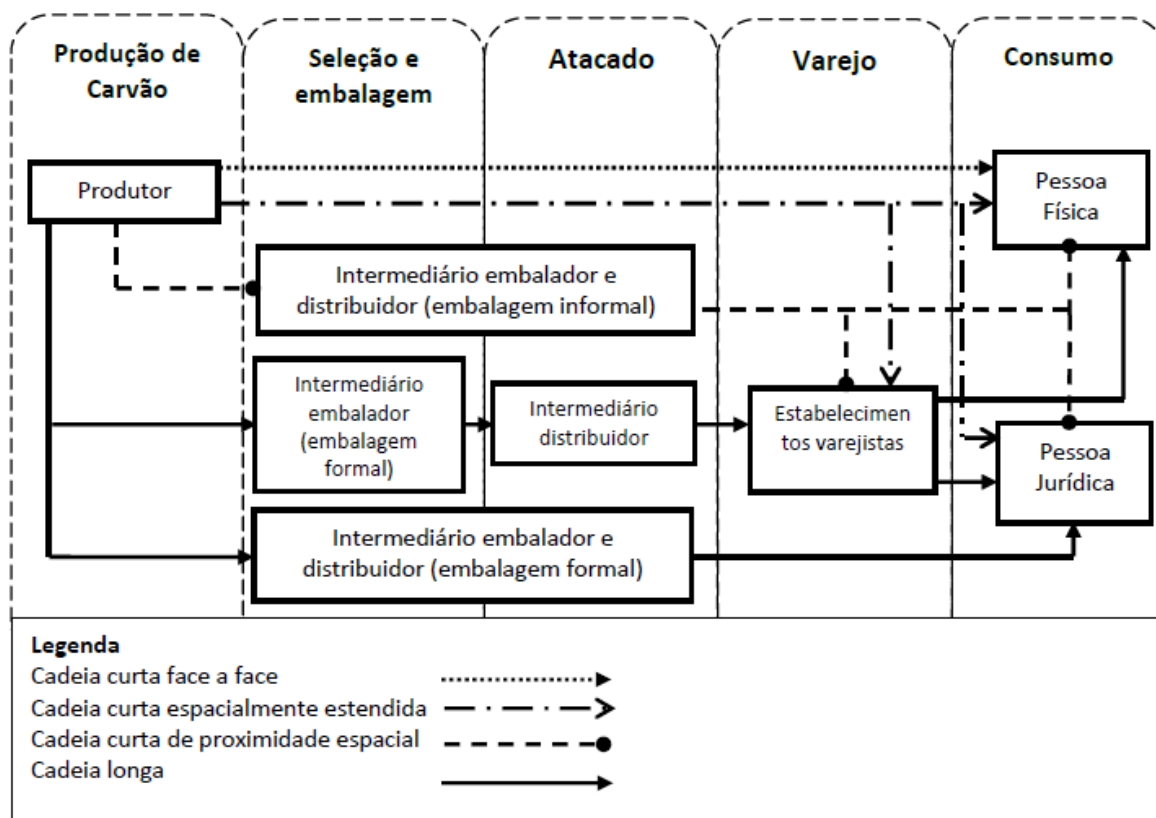 Produção de
Carvão
Seleção e
embalagem
Atacado
Varejo
Consumo
Produtor
Pessoa
Física
Intermediário embalador e
distribuidor (embalagem informal)
Intermediário
embalador
(embalagem
formal)
Intermediário
distribuidor
Estabelecimen
tos varejistas
Pessoa
Jurídica
Intermediário embalador e
distribuidor (embalagem formal)
Legenda
Cadeia curta face a face
Cadeia curta espacialmente estendida
Cadeia curta de proximidade espacial
Cadeia longa